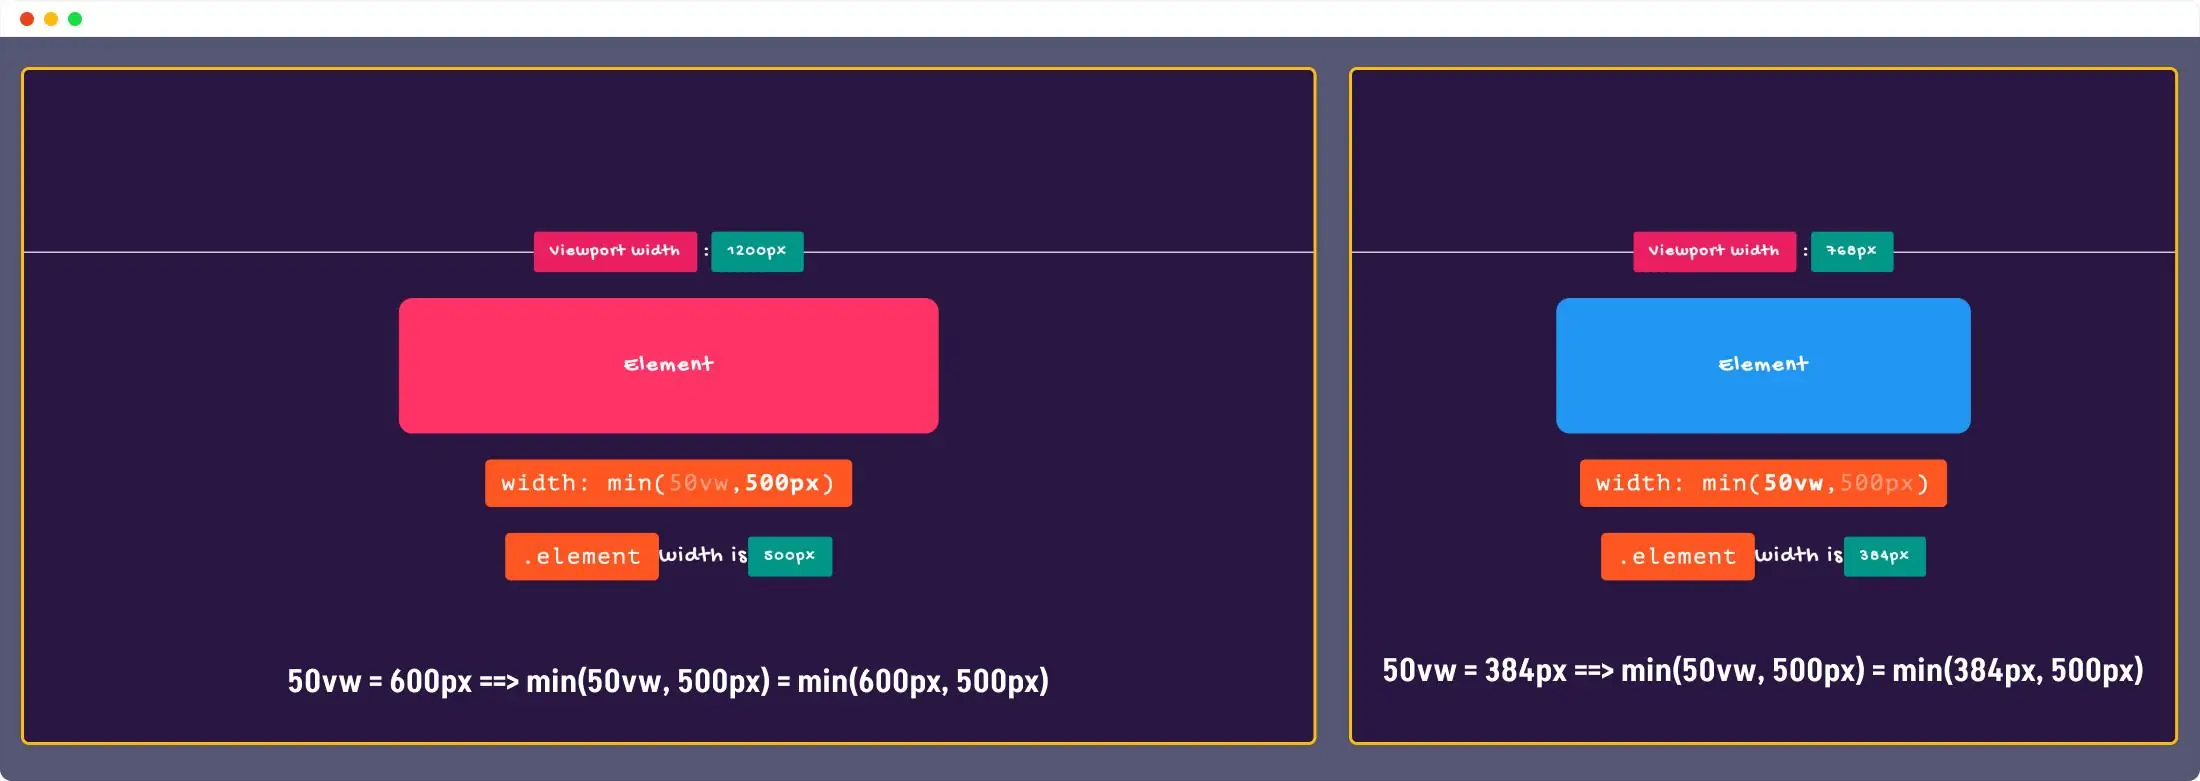 Viewport width : 1200px
Element
width: min(50vw,500px)
.element width is 500px
50vw = 600px ==> min(50vw, 500px) = min(600px, 500px)
Viewport width : 768px
Element
width: min(50vw,500px)
.element width is 384px
50vw = 384px ==> min(50vw, 500px) = min(384px, 500px)